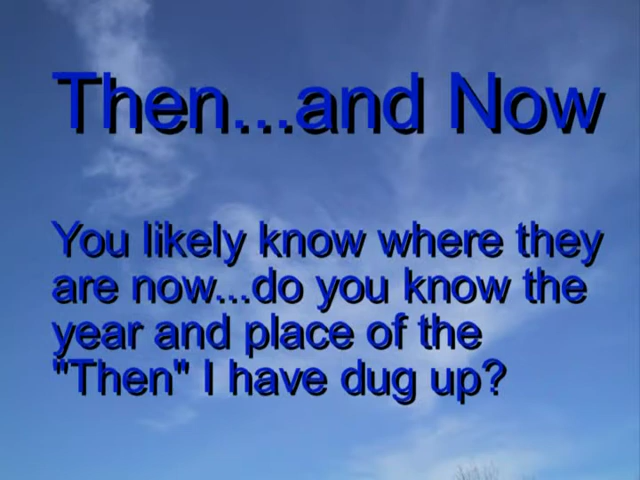 Then...and Now
You likely know where they
are now...do you know the
year and place of the
"Then" I have dug up?